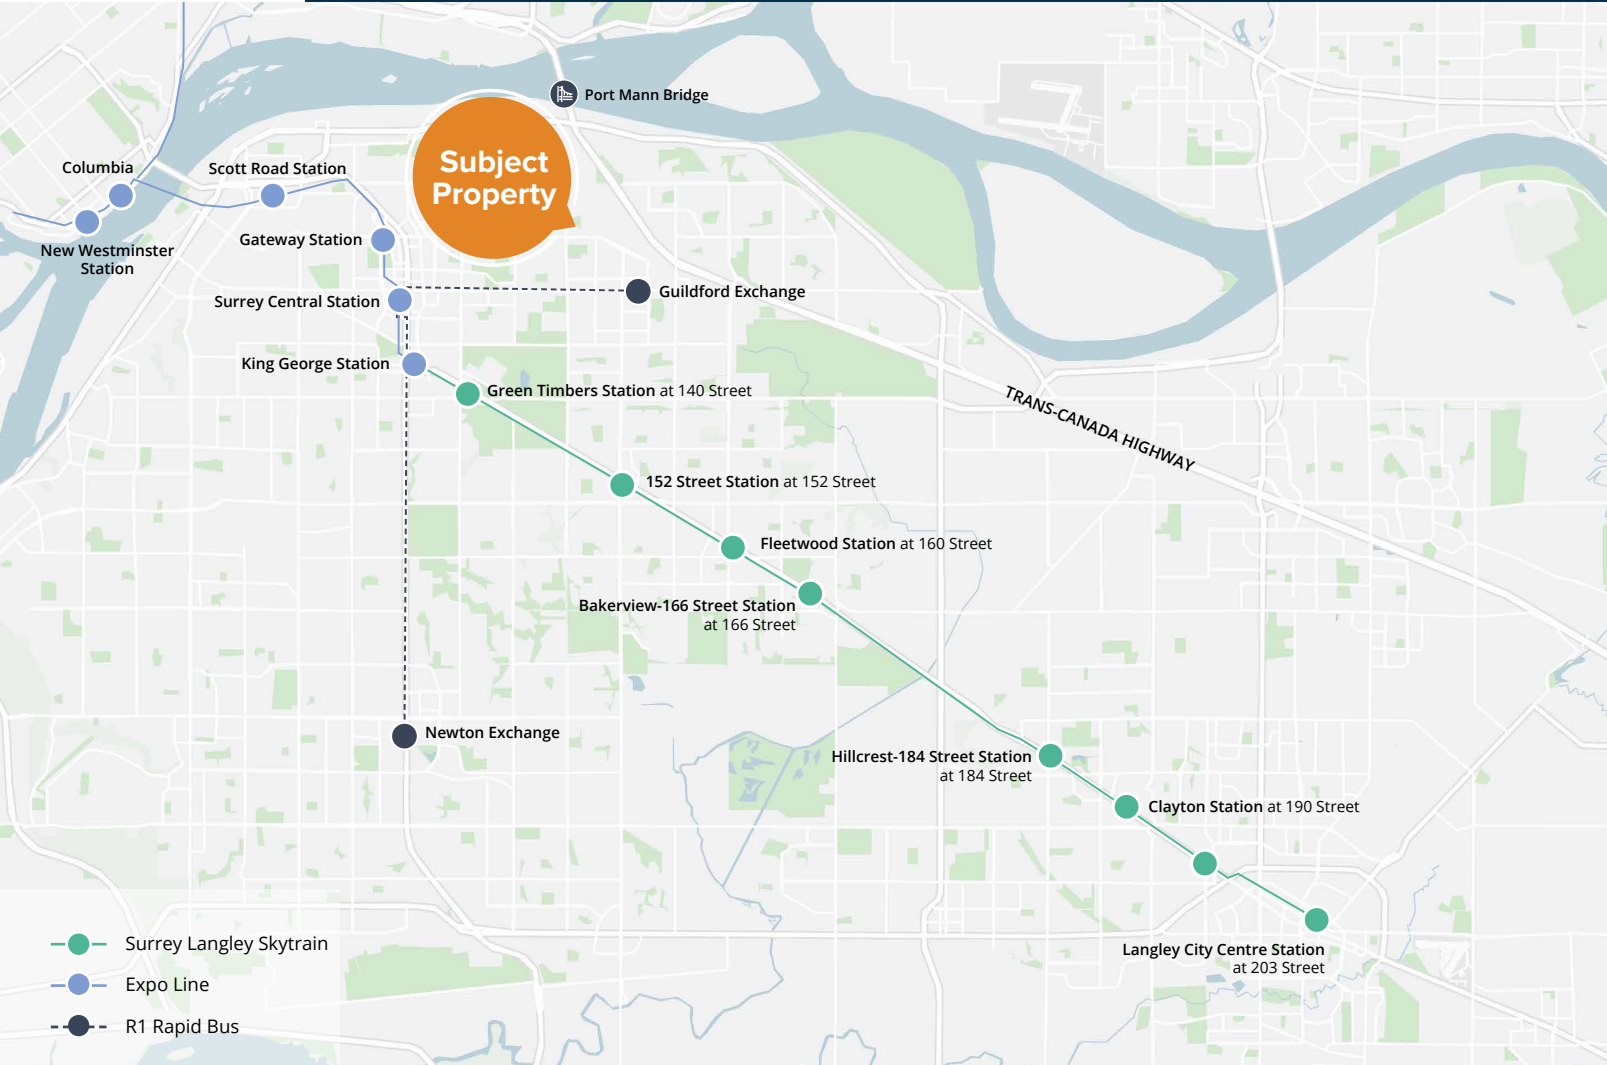 Port Mann Bridge
Subject
Property
Columbia
Scott Road Station
New Westminster
Station
Gateway Station
Surrey Central Station
Guildford Exchange
King George Station
Green Timbers Station at 140 Street
TRANS-CANADA HIGHWAY
152 Street Station at 152 Street
Fleetwood Station at 160 Street
Bakerview-166 Street Station
at 166 Street
Newton Exchange
Hillcrest-184 Street Station
at 184 Street
Clayton Station at 190 Street
Langley City Centre Station
at 203 Street
Surrey Langley Skytrain
Expo Line
R1 Rapid Bus